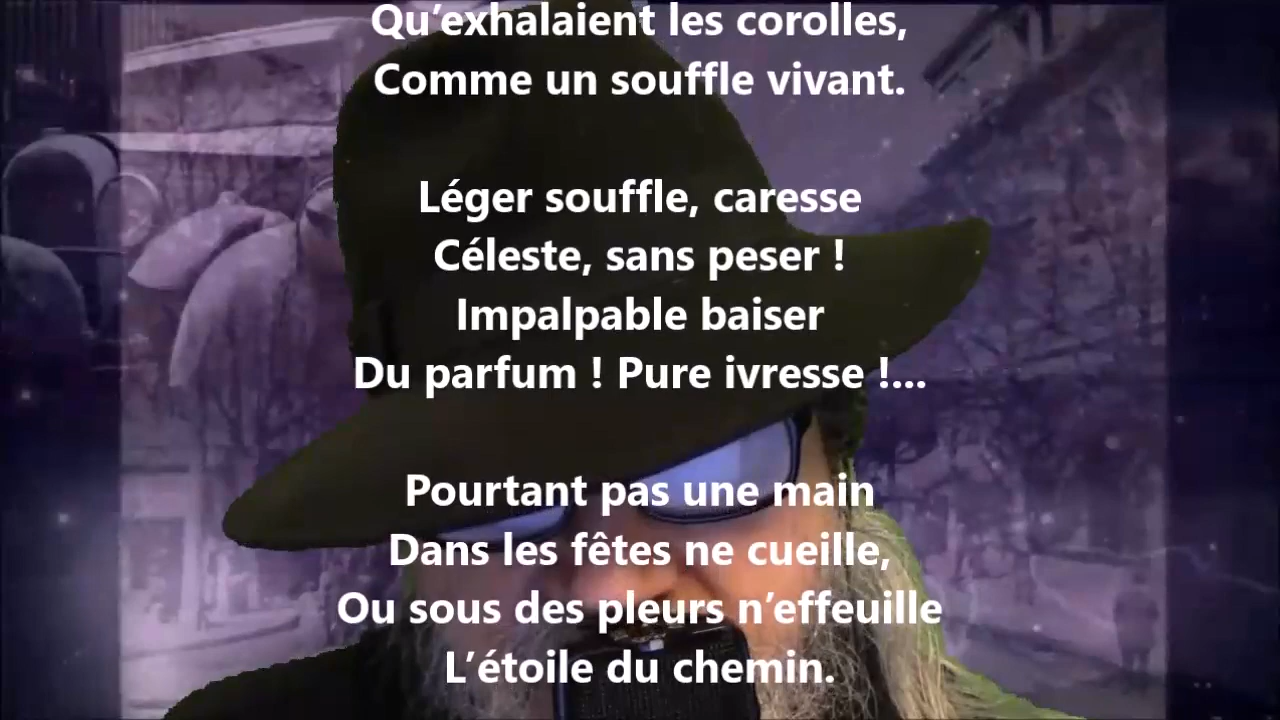 Qu’exhalaient les corolles,
Comme un souffle vivant.
Léger souffle, caresse
Céleste, sans peser !
Impalpable baiser
Du parfum ! Pure ivresse !...
Pourtant pas une main
Dans les fêtes ne cueille,
Ou sous des pleurs n’effeuille
L’étoile du chemin.